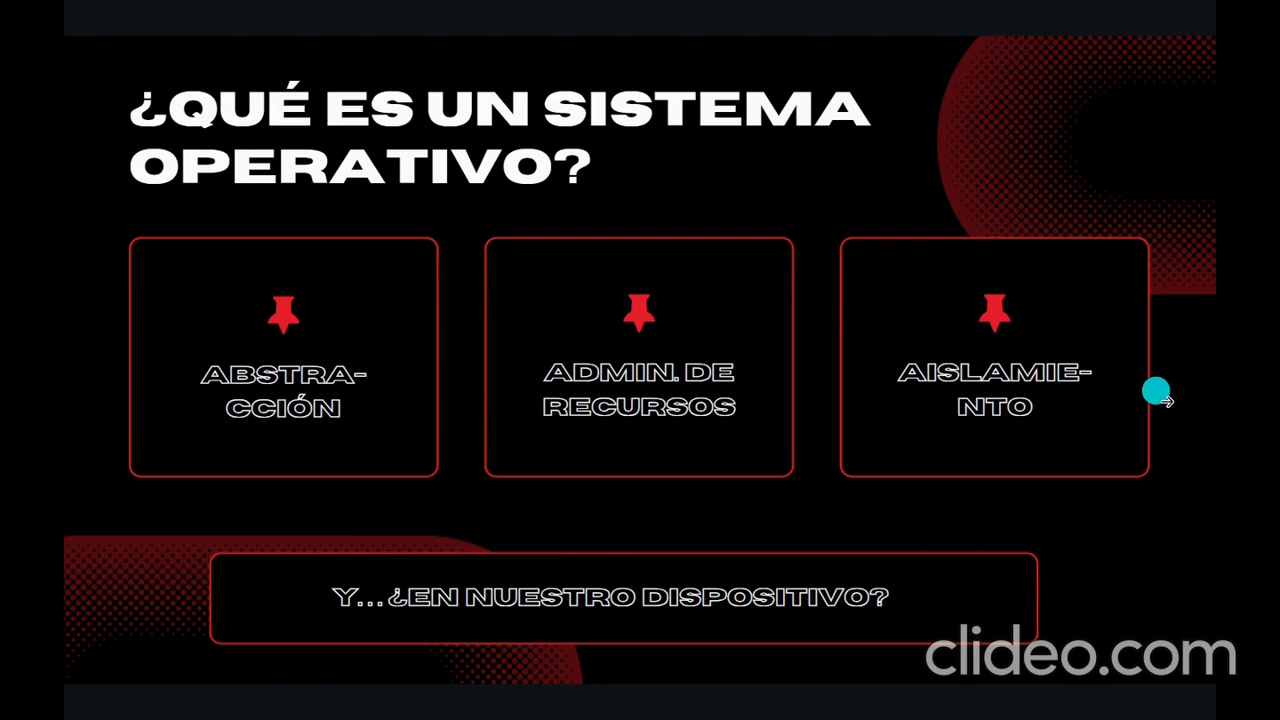 ¿QUÉ ES UN SISTEMA
OPERATIVO?
ABSTRA-
CCIÓN
ADMIN. DE
RECURSOS
AISLAMIE-
NTO
Y...¿EN NUESTRO DISPOSITIVO?
clideo.com